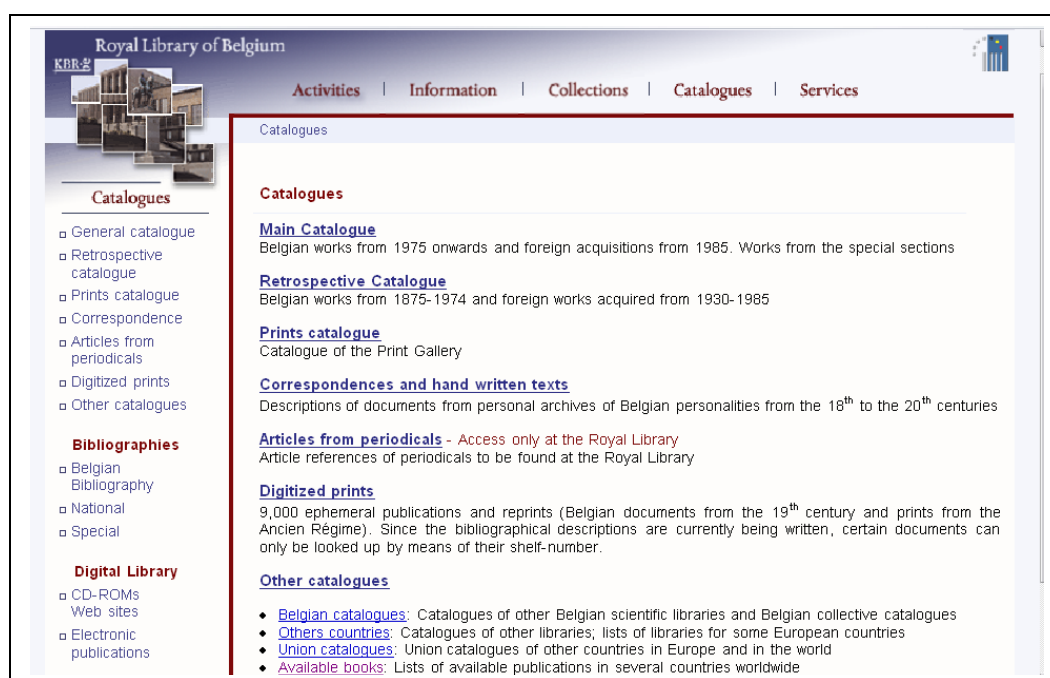 Royal Library of Belgium
KBR
Activities | Information | Collections | Catalogues | Services
Catalogues
Catalogues
General catalogue
Retrospective
catalogue
Prints catalogue
Correspondence
Articles from
periodicals
Digitized prints
Other catalogues
Bibliographies
Belgian
Bibliography
National
Special
Digital Library
CD-ROMs
Web sites
Electronic
publications
Catalogues
Main Catalogue
Belgian works from 1975 onwards and foreign acquisitions from 1985. Works from the special sections
Retrospective Catalogue
Belgian works from 1875-1974 and foreign works acquired from 1930-1985
Prints catalogue
Catalogue of the Print Gallery
Correspondences and hand written texts
Descriptions of documents from personal archives of Belgian personalities from the 18th to the 20th centuries
Articles from periodicals - Access only at the Royal Library
Article references of periodicals to be found at the Royal Library
Digitized prints
9,000 ephemeral publications and reprints (Belgian documents from the 19th century and prints from the
Ancien Régime). Since the bibliographical descriptions are currently being written, certain documents can
only be looked up by means of their shelf-number.
Other catalogues
• Belgian catalogues: Catalogues of other Belgian scientific libraries and Belgian collective catalogues
• Others countries: Catalogues of other libraries; lists of libraries for some European countries
• Union catalogues: Union catalogues of other countries in Europe and in the world
• Available books: Lists of available publications in several countries worldwide